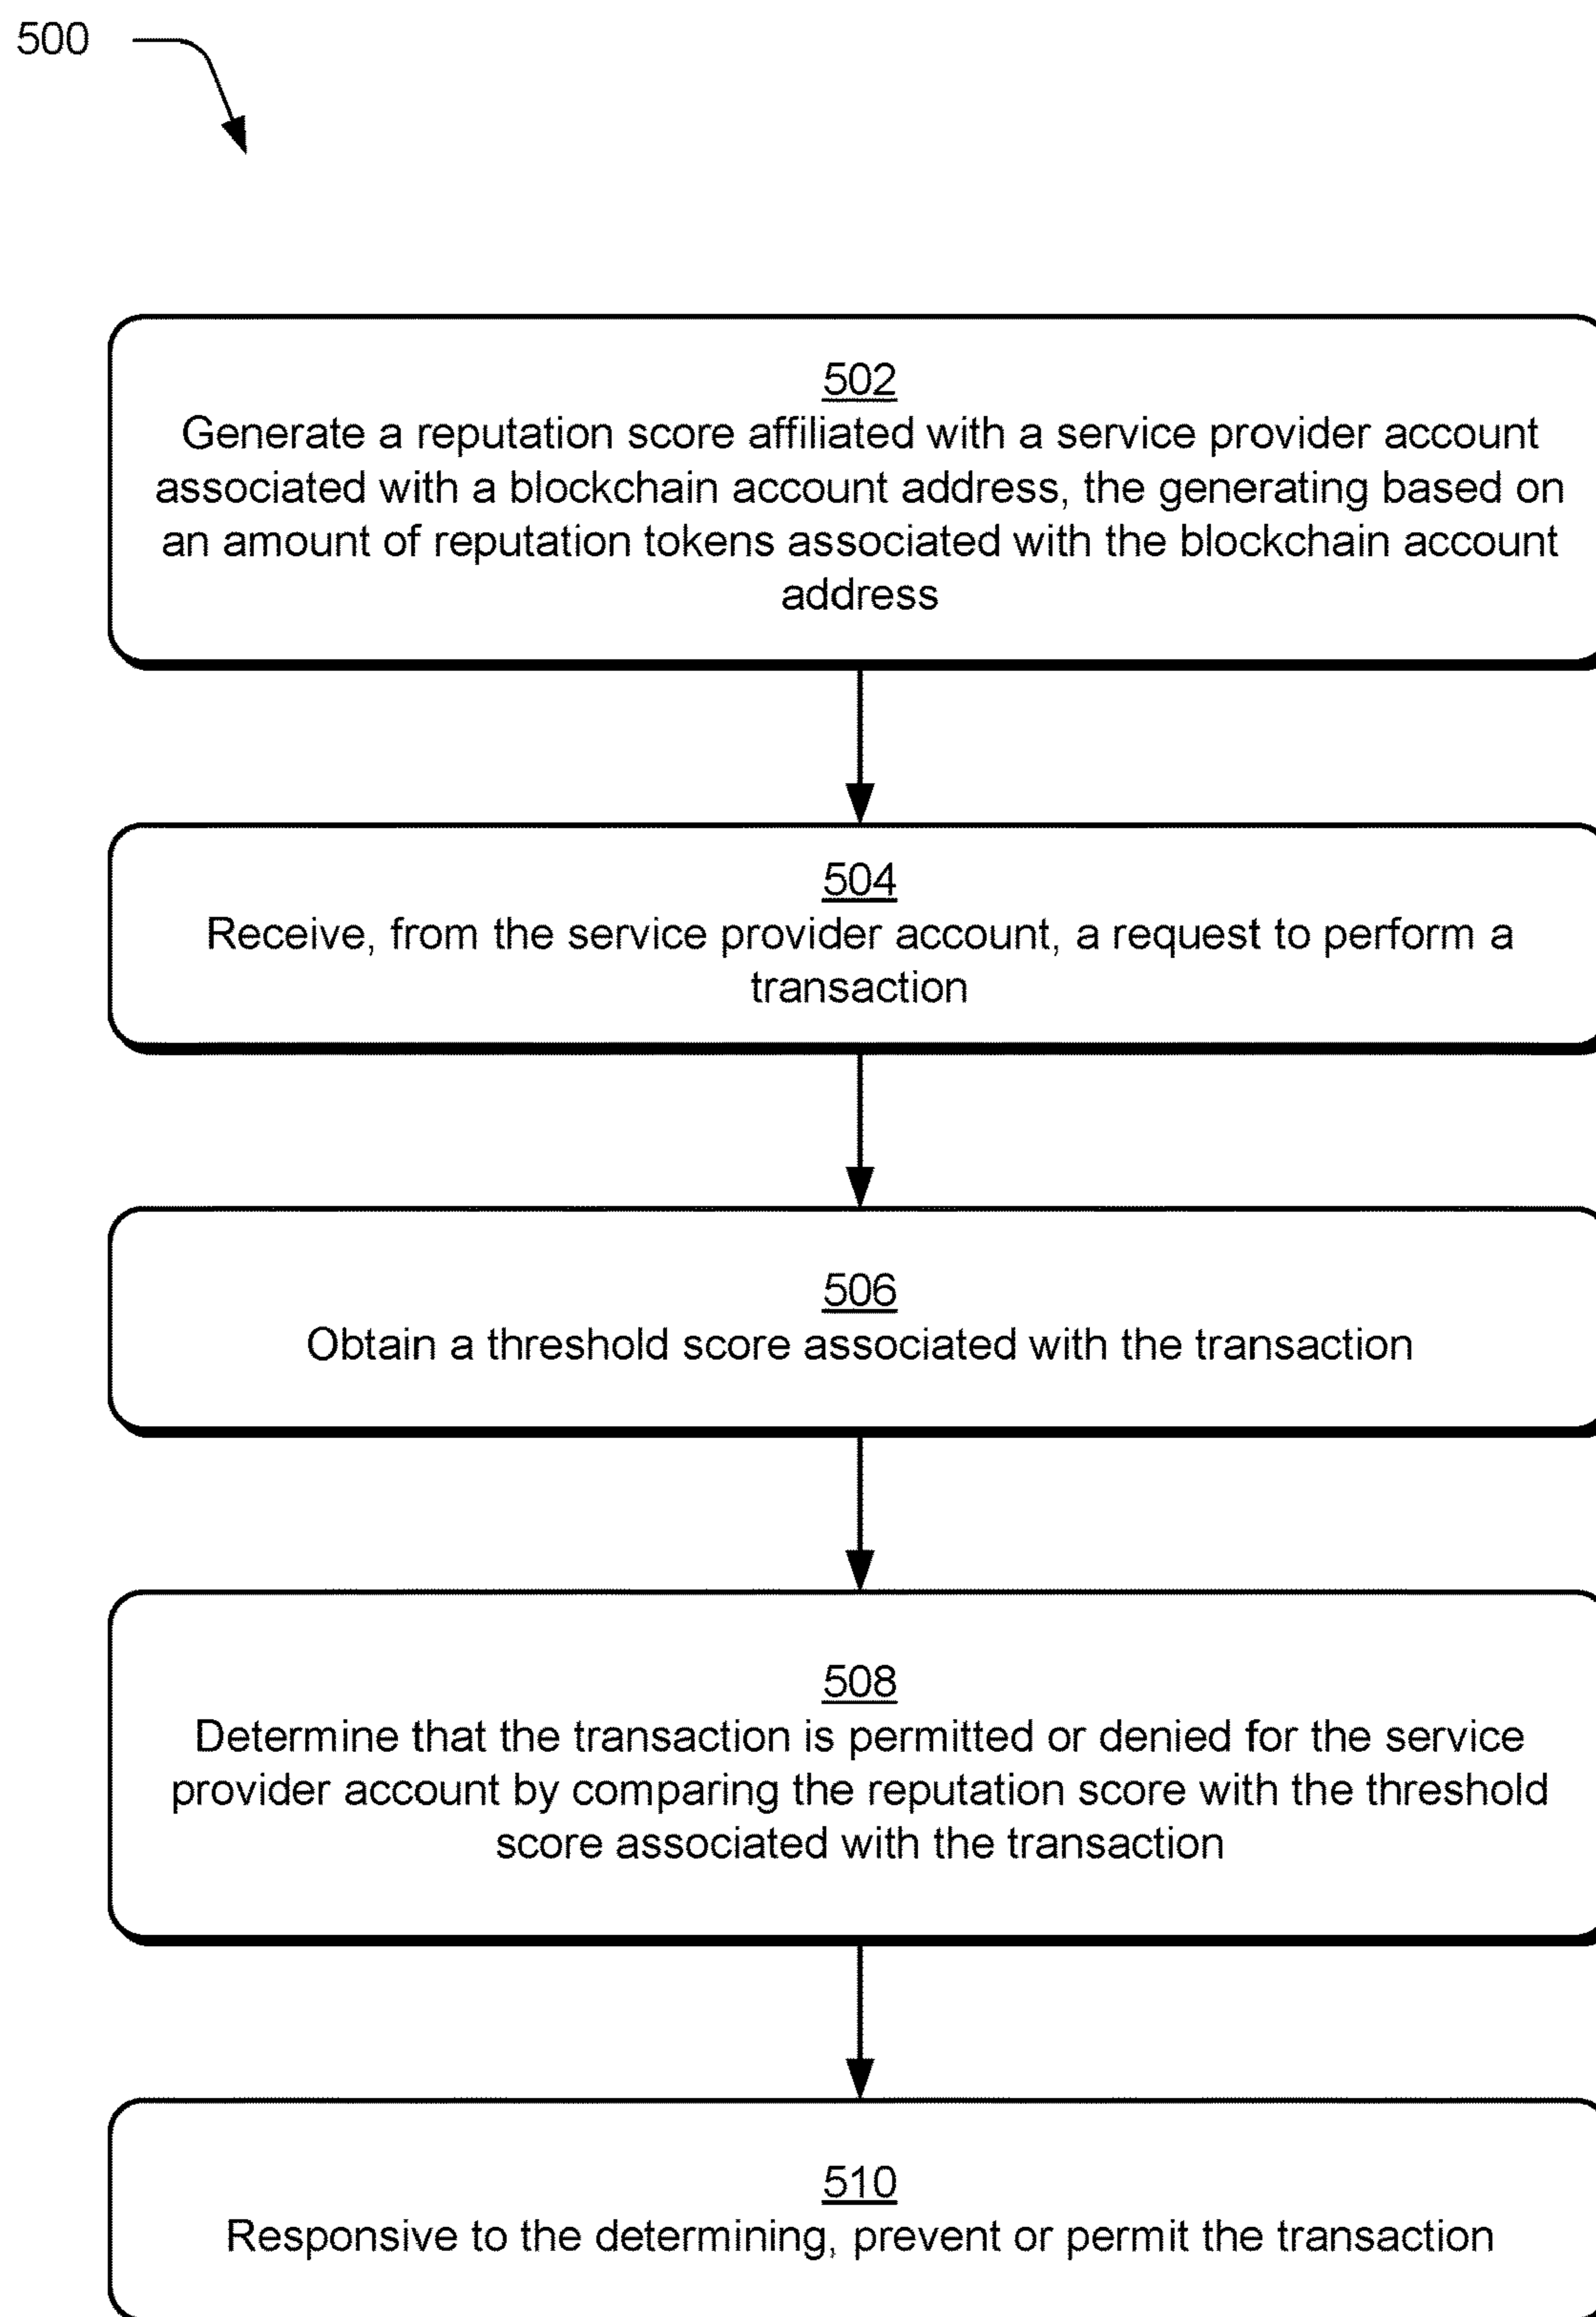 500
502
Generate a reputation score affiliated with a service provider account
associated with a blockchain account address, the generating based on
an amount of reputation tokens associated with the blockchain account
address
504
Receive, from the service provider account, a request to perform a
transaction
506
Obtain a threshold score associated with the transaction
508
Determine that the transaction is permitted or denied for the service
provider account by comparing the reputation score with the threshold
score associated with the transaction
510
Responsive to the determining, prevent or permit the transaction